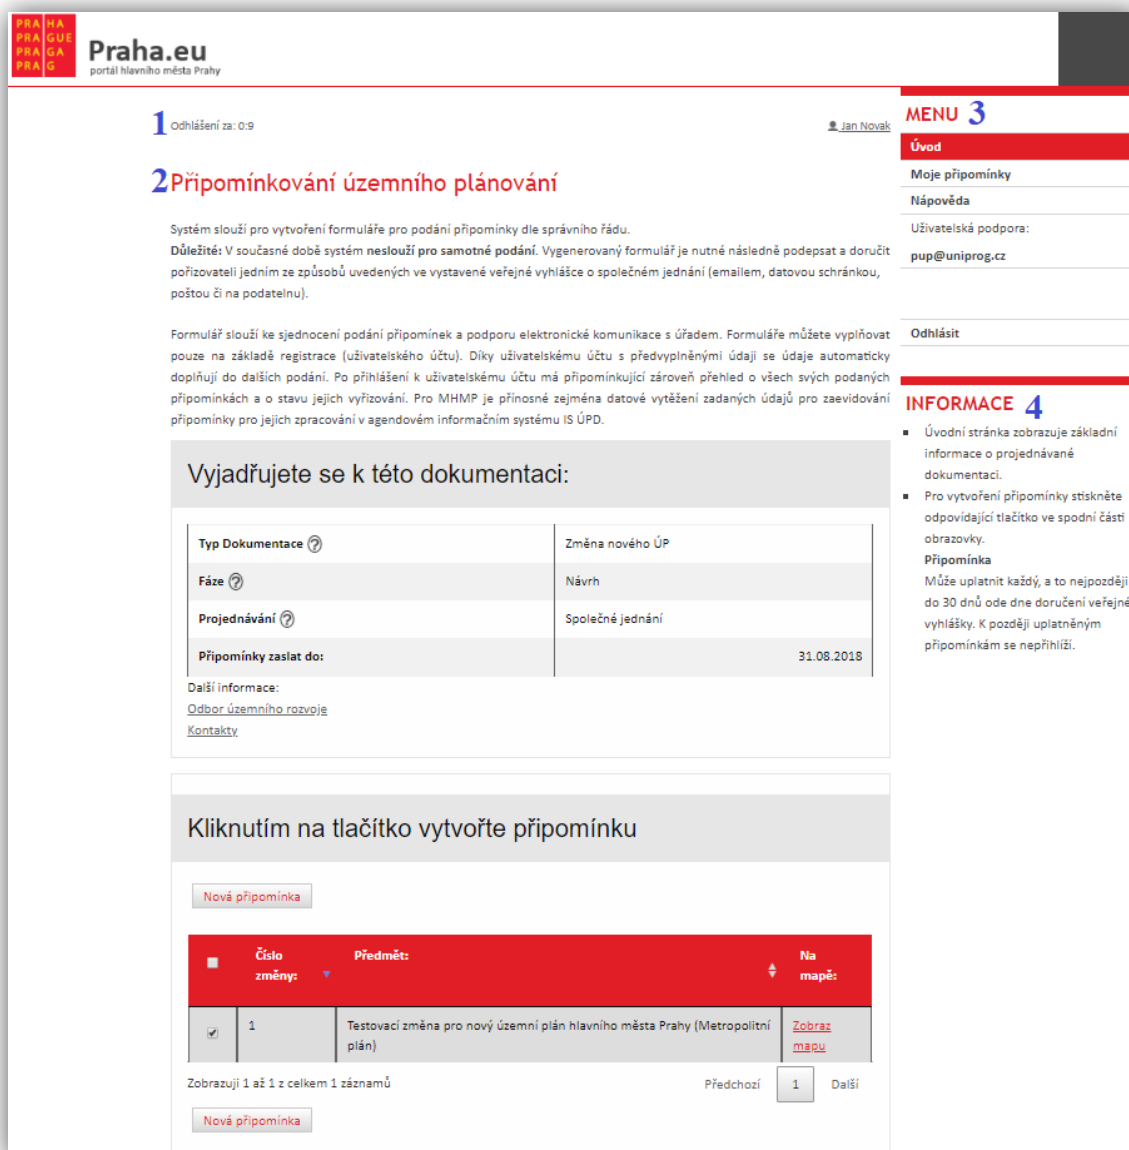 PRA HA
PRA GUE
PRA GA
PRA G
Praha.eu
portál hlavního města Prahy
1 Odhlášení za: 0:9
Jan Novak
2 Připomínkování územního plánování
Systém slouží pro vytvoření formuláře pro podání připomínky dle správního řádu.
Důležité: V současné době systém neslouží pro samotné podání. Vygenerovaný formulář je nutné následně podepsat a doručit
pořizovateli jedním ze způsobů uvedených ve vystavené veřejné vyhlášce o společném jednání (emailem, datovou schránkou,
poštou či na podatelnu).
Formulář slouží ke sjednocení podání připomínek a podporu elektronické komunikace s úřadem. Formuláře můžete vyplňovat
pouze na základě registrace (uživatelského účtu). Díky uživatelskému účtu s předvyplněnými údaji se údaje automaticky
doplňují do dalších podání. Po přihlášení k uživatelskému účtu má připomínkující zároveň přehled o všech svých podaných
připomínkách a o stavu jejich vyřizování. Pro MHMP je přínosné zejména datové vytěžení zadaných údajů pro zaevidování
připomínky pro jejich zpracování v agendovém informačním systému IS ÚPD.
Vyjadřujete se k této dokumentaci:
Typ Dokumentace ? Změna nového ÚP
Fáze ? Návrh
Projednávání ? Společné jednání
Připomínky zaslat do: 31.08.2018
Další informace:
Odbor územního rozvoje
Kontakty
Kliknutím na tlačítko vytvořte připomínku
Nová připomínka
Číslo
změny:
Předmět:
Na
mapě:
1
Testovací změna pro nový územní plán hlavního města Prahy (Metropolitní
plán)
Zobraz
mapu
Zobrazuji 1 až 1 z celkem 1 záznamů
Předchozí 1 Další
Nová připomínka
MENU 3
Úvod
Moje připomínky
Nápověda
Uživatelská podpora:
pup@uniprog.cz
Odhlásit
INFORMACE 4
Úvodní stránka zobrazuje základní
informace o projednávané
dokumentaci.
Pro vytvoření připomínky stiskněte
odpovídající tlačítko ve spodní části
obrazovky.
Připomínka
Může uplatnit každý, a to nejpozději
do 30 dnů ode dne doručení veřejné
vyhlášky. K později uplatněným
připomínkám se nepřihlíží.